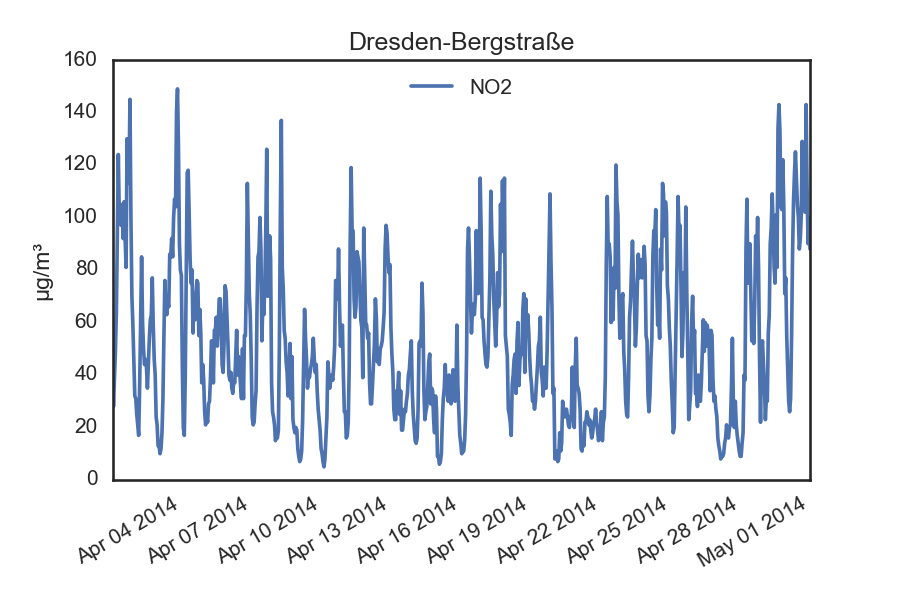 Dresden-Bergstraße
NO2
µg/m³
160
140
120
100
80
60
40
20
0
Apr 04 2014
Apr 07 2014
Apr 10 2014
Apr 13 2014
Apr 16 2014
Apr 19 2014
Apr 22 2014
Apr 25 2014
Apr 28 2014
May 01 2014